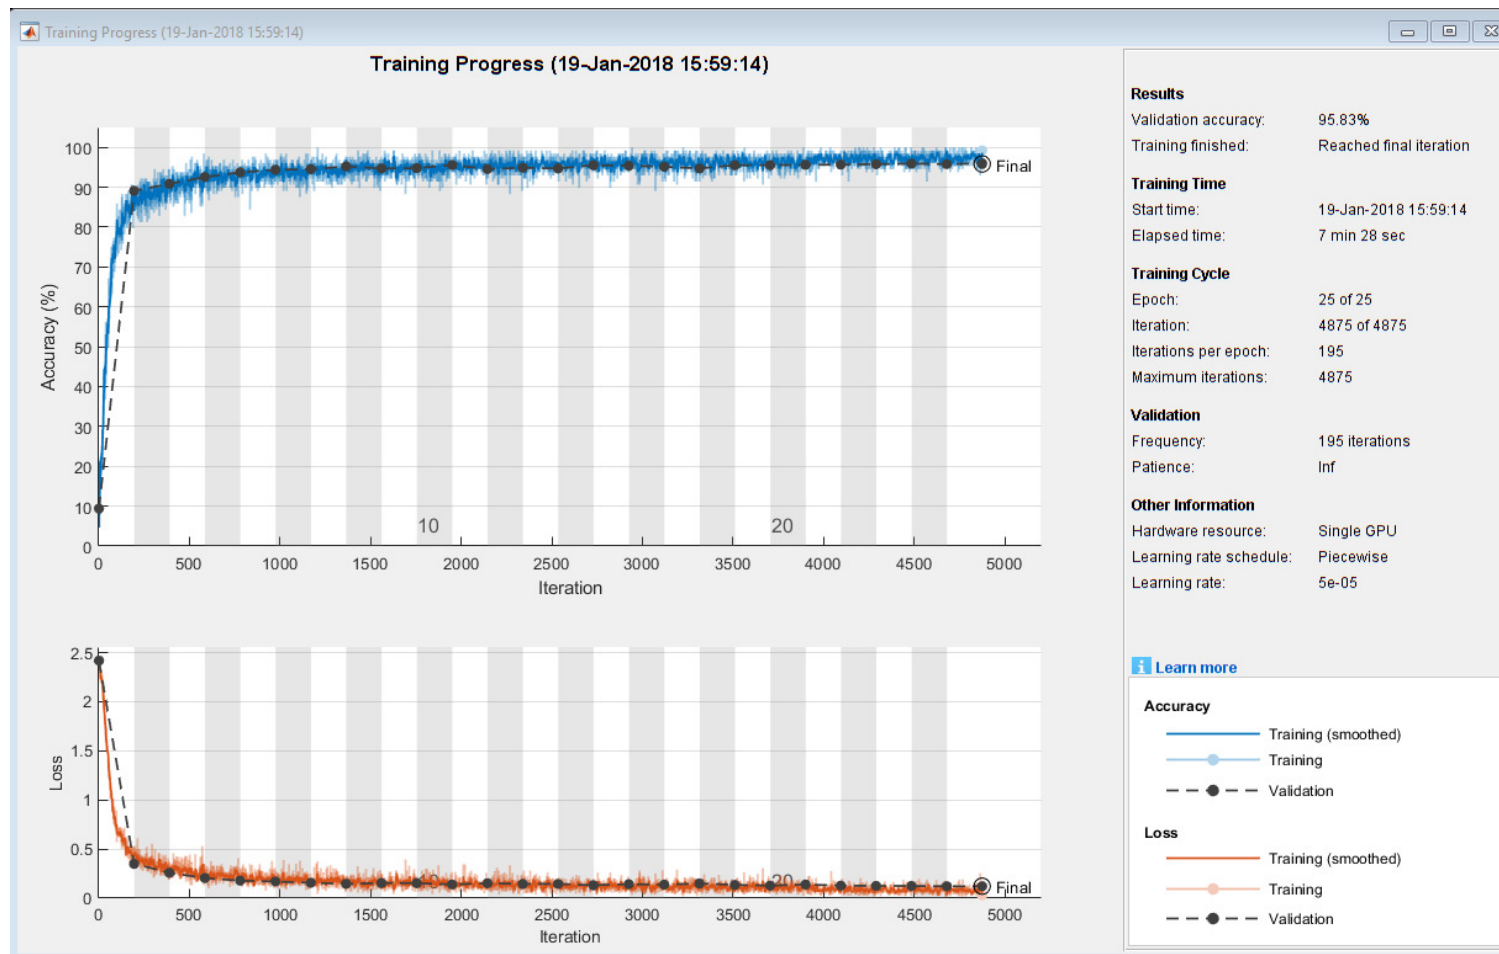 Training Progress (19-Jan-2018 15:59:14)
Training Progress (19-Jan-2018 15:59:14)
100
90
80
70
60
50
40
30
20
10
0
Accuracy (%)
10
20
Final
0 500 1000 1500 2000 2500 3000 3500 4000 4500 5000
Iteration
2.5
2
1.5
1
0.5
0
Loss
10
20
Final
0 500 1000 1500 2000 2500 3000 3500 4000 4500 5000
Iteration
Results
Validation accuracy: 95.83%
Training finished: Reached final iteration
Training Time
Start time: 19-Jan-2018 15:59:14
Elapsed time: 7 min 28 sec
Training Cycle
Epoch: 25 of 25
Iteration: 4875 of 4875
Iterations per epoch: 195
Maximum iterations: 4875
Validation
Frequency: 195 iterations
Patience: Inf
Other Information
Hardware resource: Single GPU
Learning rate schedule: Piecewise
Learning rate: 5e-05
i Learn more
Accuracy
Training (smoothed)
Training
Validation
Loss
Training (smoothed)
Training
Validation